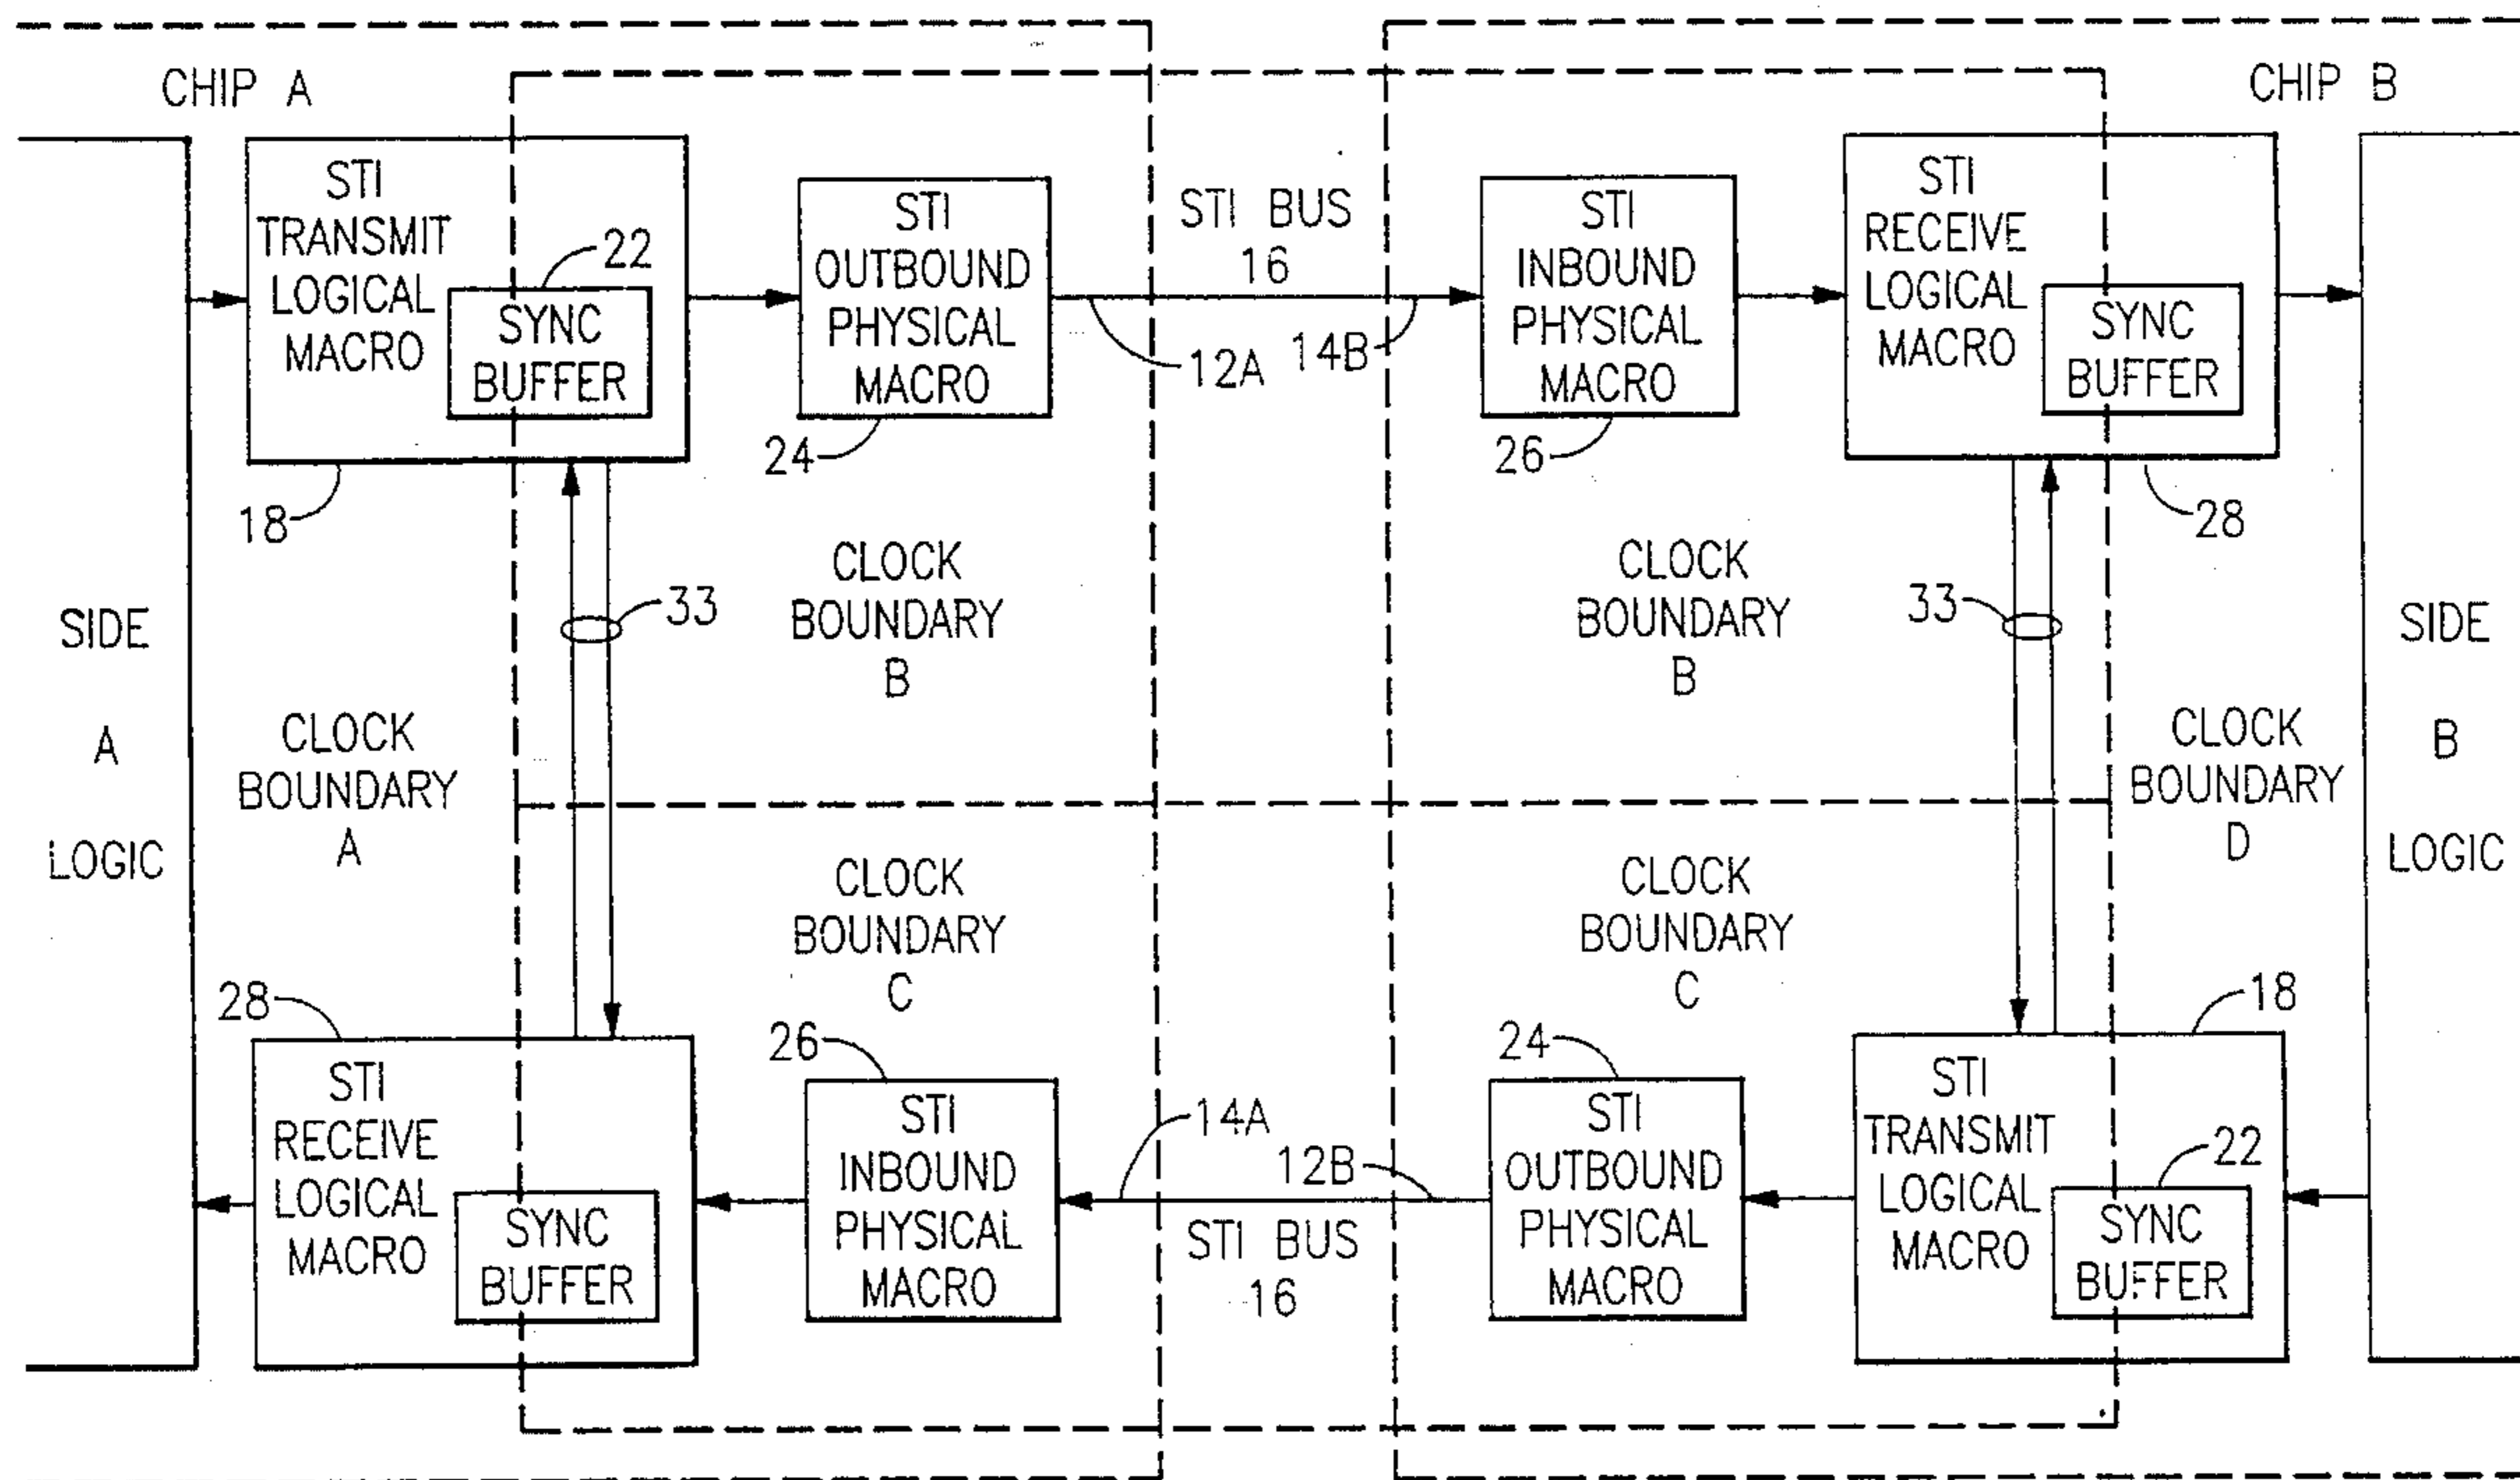 CHIP A
CHIP B
STI
TRANSMIT
LOGICAL
MACRO
22
SYNC
BUFFER
18
STI
OUTBOUND
PHYSICAL
MACRO
24
STI BUS
16
12A
14B
STI
INBOUND
PHYSICAL
MACRO
26
STI
RECEIVE
LOGICAL
MACRO
SYNC
BUFFER
28
SIDE
A
LOGIC
CLOCK
BOUNDARY
A
33
CLOCK
BOUNDARY
B
CLOCK
BOUNDARY
B
33
CLOCK
BOUNDARY
D
SIDE
B
LOGIC
CLOCK
BOUNDARY
C
CLOCK
BOUNDARY
C
28
STI
RECEIVE
LOGICAL
MACRO
SYNC
BUFFER
26
STI
INBOUND
PHYSICAL
MACRO
14A
12B
STI BUS
16
24
STI
OUTBOUND
PHYSICAL
MACRO
18
STI
TRANSMIT
LOGICAL
MACRO
22
SYNC
BUFFER